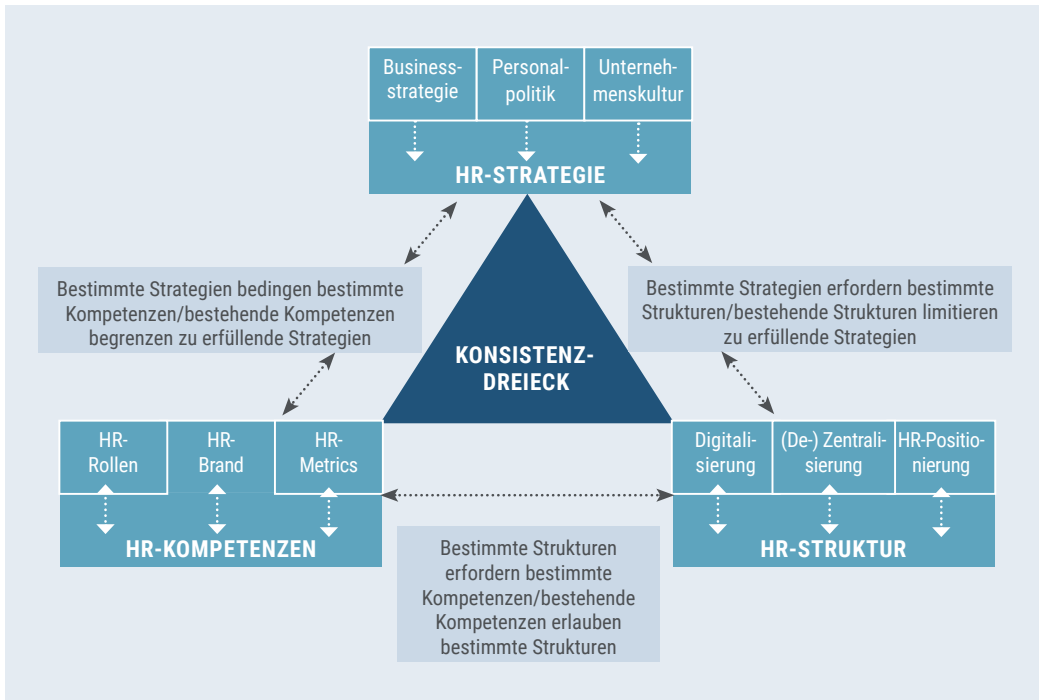 Business-
strategie
Personal-
politik
Unterneh-
menskultur
HR-STRATEGIE
Bestimmte Strategien bedingen bestimmte
Kompetenzen/bestehende Kompetenzen
begrenzen zu erfüllende Strategien
Bestimmte Strategien erfordern bestimmte
Strukturen/bestehende Strukturen limitieren
zu erfüllende Strategien
KONSISTENZ-
DREIECK
HR-
Rollen
HR-
Brand
HR-
Metrics
HR-KOMPETENZEN
Digitali-
sierung
(De-) Zentrali-
sierung
HR-Positio-
nierung
HR-STRUKTUR
Bestimmte Strukturen
erfordern bestimmte
Kompetenzen/bestehende
Kompetenzen erlauben
bestimmte Strukturen